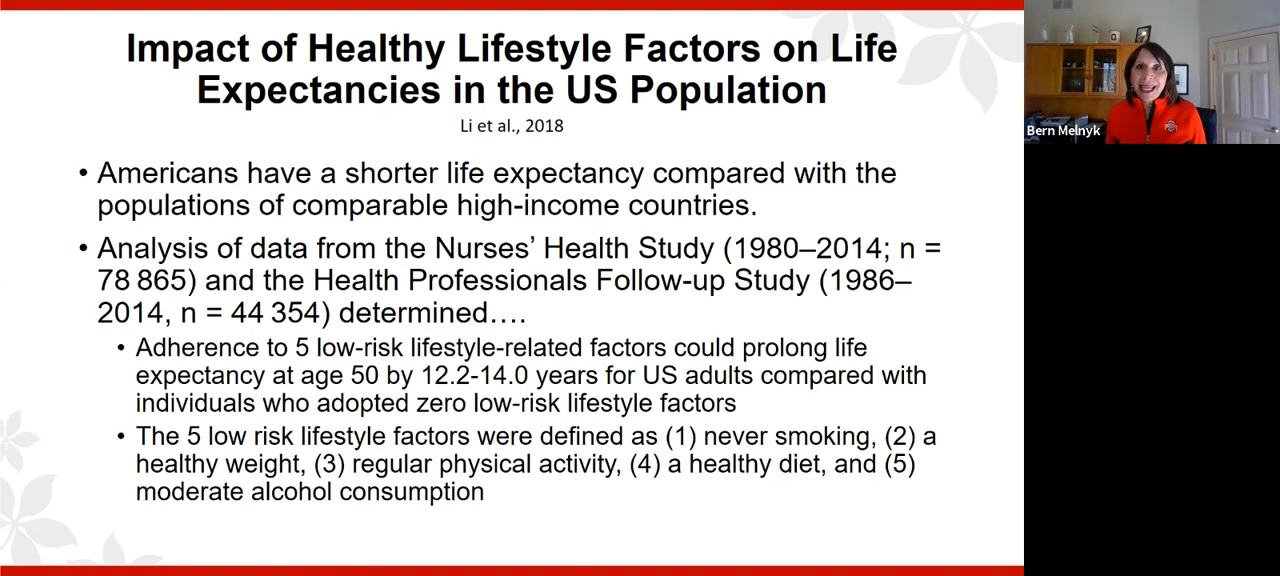 Impact of Healthy Lifestyle Factors on Life
Expectancies in the US Population
Li et al., 2018
• Americans have a shorter life expectancy compared with the
populations of comparable high-income countries.
• Analysis of data from the Nurses’ Health Study (1980–2014; n =
78 865) and the Health Professionals Follow-up Study (1986–
2014, n = 44 354) determined….
• Adherence to 5 low-risk lifestyle-related factors could prolong life
expectancy at age 50 by 12.2-14.0 years for US adults compared with
individuals who adopted zero low-risk lifestyle factors
• The 5 low risk lifestyle factors were defined as (1) never smoking, (2) a
healthy weight, (3) regular physical activity, (4) a healthy diet, and (5)
moderate alcohol consumption
Bern Melnyk